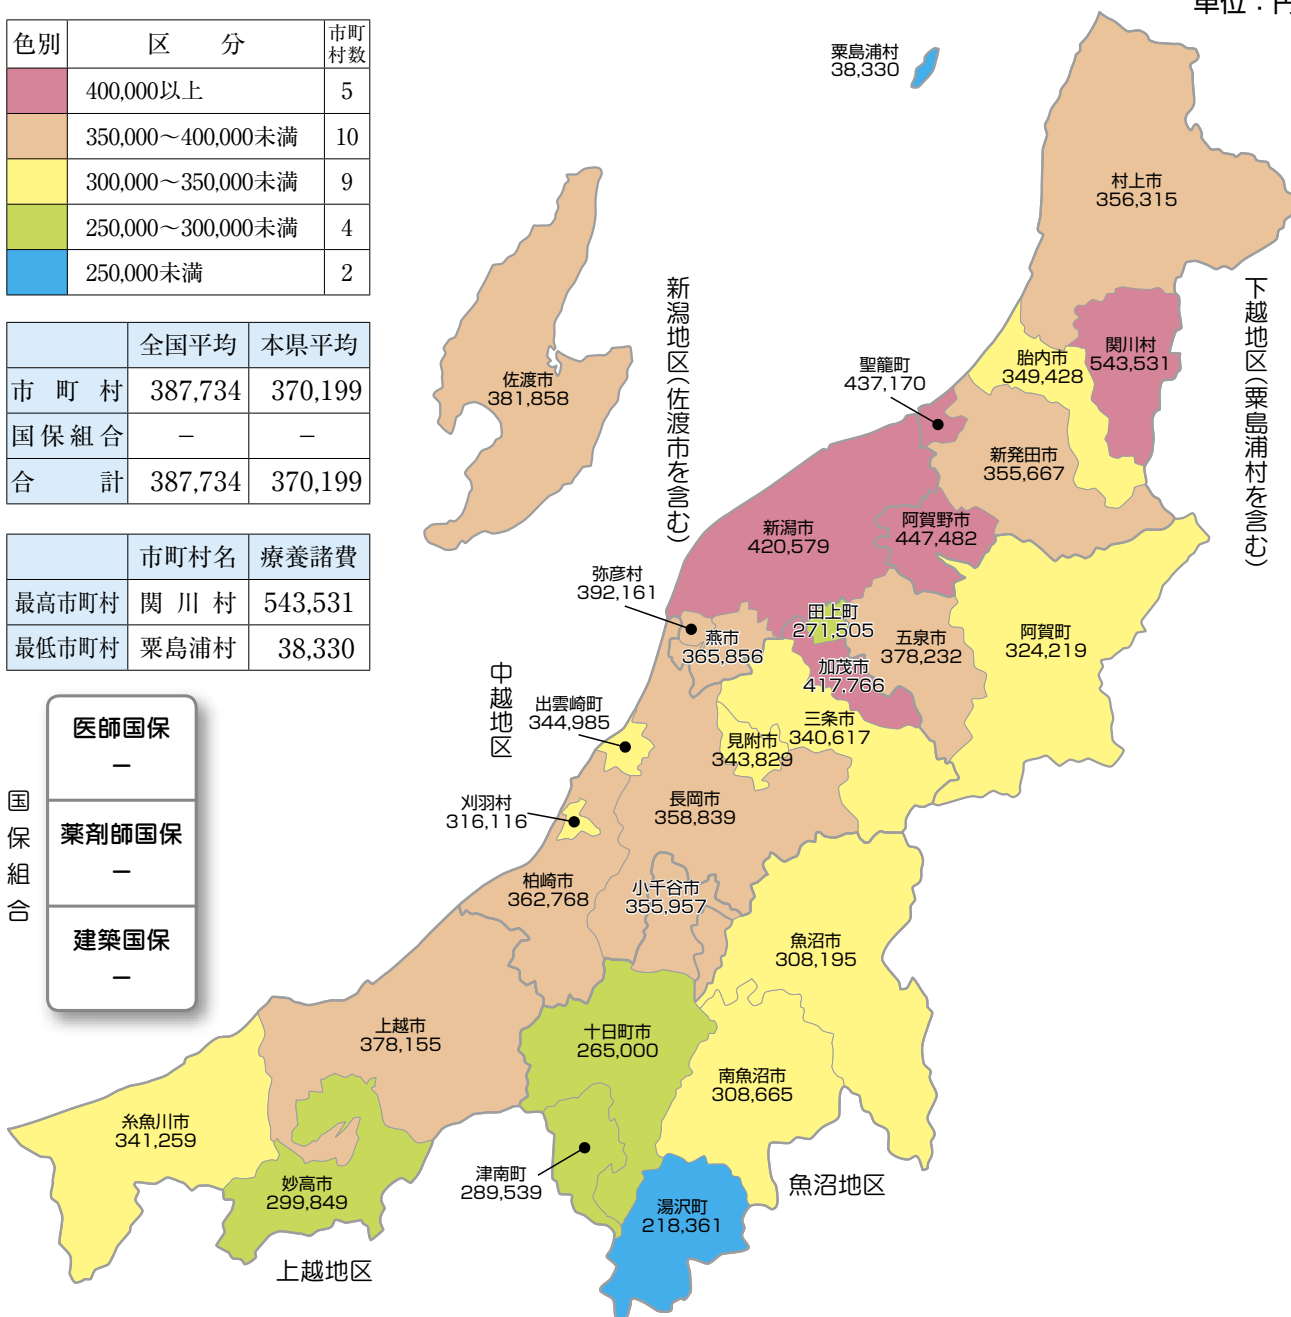 単位：円
色別 区分 市町村数
400,000以上 5
350,000～400,000未満 10
300,000～350,000未満 9
250,000～300,000未満 4
250,000未満 2
全国平均 本県平均
市町村 387,734 370,199
国保組合 － －
合計 387,734 370,199
市町村名 療養諸費
最高市町村 関川村 543,531
最低市町村 粟島浦村 38,330
国保組合
医師国保
－
薬剤師国保
－
建築国保
－
粟島浦村
38,330
村上市
356,315
新潟地区（佐渡市を含む）
下越地区（粟島浦村を含む）
関川村
543,531
胎内市
349,428
聖籠町
437,170
佐渡市
381,858
新発田市
355,667
新潟市
420,579
阿賀野市
447,482
弥彦村
392,161
燕市
365,856
田上町
271,505
五泉市
378,232
阿賀町
324,219
加茂市
417,766
中越地区
出雲崎町
344,985
三条市
340,617
見附市
343,829
刈羽村
316,116
長岡市
358,839
柏崎市
362,768
小千谷市
355,957
魚沼市
308,195
上越市
378,155
十日町市
265,000
南魚沼市
308,665
糸魚川市
341,259
妙高市
299,849
津南町
289,539
魚沼地区
湯沢町
218,361
上越地区